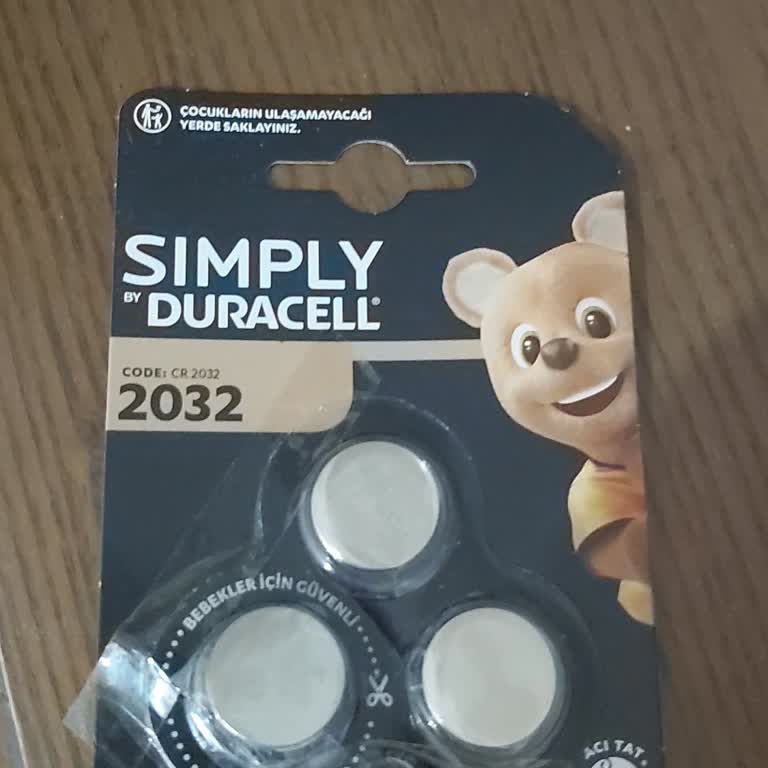 ÇOCUKLARIN ULAŞAMAYACAĞI
YERDE SAKLAYINIZ.
SIMPLY
BY DURACELL®
CODE: CR 2032
2032
BEBEKLER İÇİN GÜVENLİ
ACI TAT